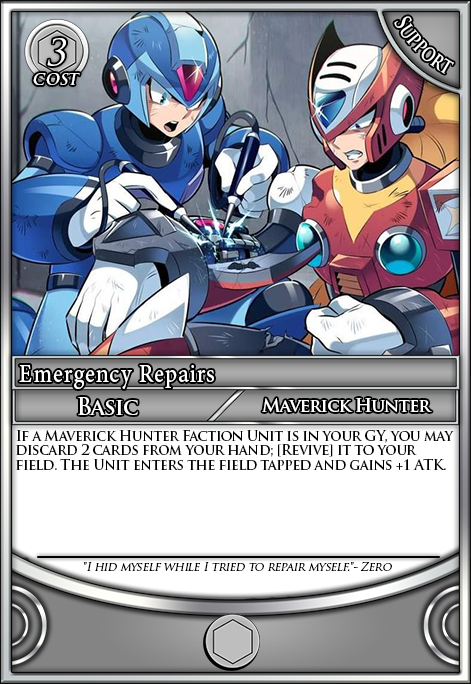 3
COST
SUPPORT
Emergency Repairs
BASIC / MAVERICK HUNTER
IF A MAVERICK HUNTER FACTION UNIT IS IN YOUR GY, YOU MAY
DISCARD 2 CARDS FROM YOUR HAND; [REVIVE] IT TO YOUR
FIELD. THE UNIT ENTERS THE FIELD TAPPED AND GAINS +1 ATK.
"I HID MYSELF WHILE I TRIED TO REPAIR MYSELF."- ZERO